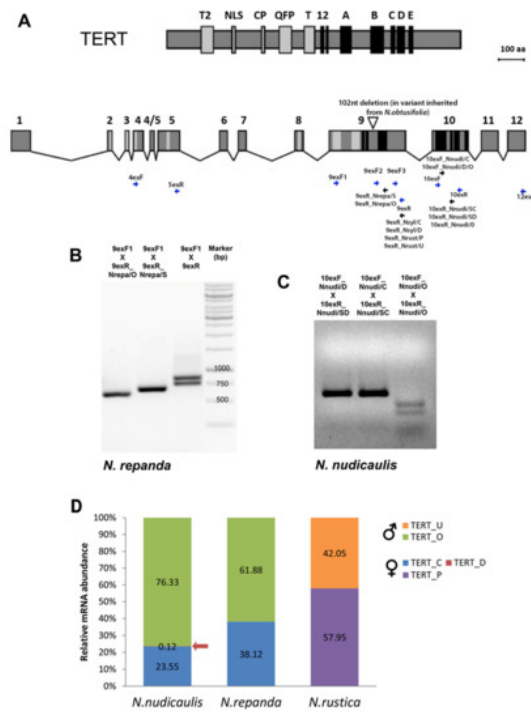 A
T2 NLS CP QFP T 12 A B C D E
TERT
100 aa
102nt deletion (in variant inherited
from N.obtusifolia)
1 2 3 4 4/5 5 6 7 8 9 10 11 12
10exF_Nnudi/C
10exF_Nnudi/D/O
4exF
5exR
9exF1
9exF2
9exF3
10exF
10exR
12ex
9exR_Nrepa/S
9exR_Nrepa/O
9exR
9exR_Nsyl/C
9exR_Nsyl/D
9exR_Nrust/P
9exR_Nrust/U
10exR_Nnudi/SC
10exR_Nnudi/SD
10exR_Nnudi/0
B
9exF1 9exF1 9exF1 Marker
X X X (bp)
9exR_ 9exR_ 9exR
Nrepa/O Nrepa/S
1000
750
500
N. repanda
C
10exF_ 10exF_ 10exF_
Nnudi/D Nnudi/C Nnudi/O
X X X
10exR_ 10exR_ 10exR_
Nnudi/SD Nnudi/SC Nnudi/O
N. nudicaulis
D
Relative mRNA abundance
100%
90%
80%
70%
60%
50%
40%
30%
20%
10%
0%
76.33
0.12
23.55
61.88
38.12
42.05
57.95
N.nudicaulis N.repanda N.rustica
♂ TERT_U
TERT_O
♀ TERT_C TERT_D
TERT_P